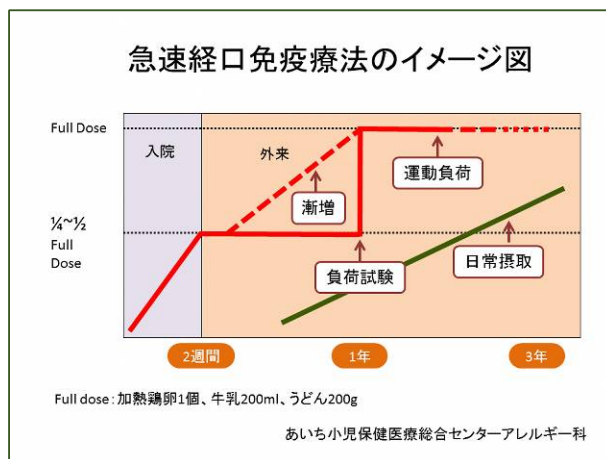 急速経口免疫療法のイメージ図
Full Dose
入院
外来
運動負荷
漸増
¼~½
Full
Dose
負荷試験
日常摂取
2週間
1年
3年
Full dose：加熱鶏卵1個、牛乳200ml、うどん200g
あいち小児保健医療総合センターアレルギー科